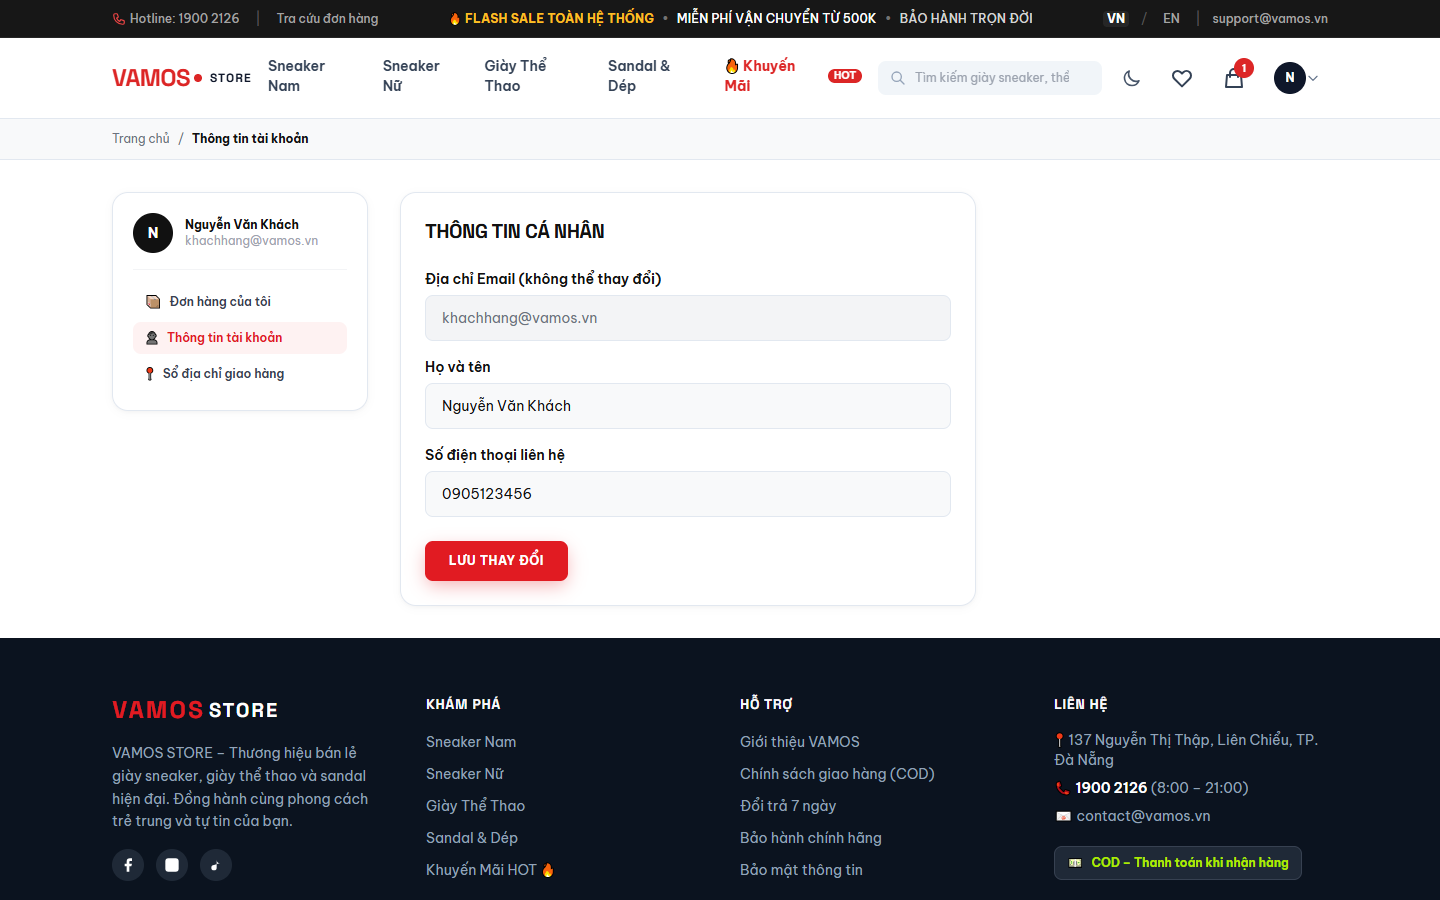 Hotline: 1900 2126 | Tra cứu đơn hàng
🔥 FLASH SALE TOÀN HỆ THỐNG • MIỄN PHÍ VẬN CHUYỂN TỪ 500K • BẢO HÀNH TRỌN ĐỜI
VN / EN | support@vamos.vn
VAMOS STORE
Sneaker
Nam
Sneaker
Nữ
Giày Thể
Thao
Sandal &
Dép
🔥 Khuyến
Mãi
HOT
Tìm kiếm giày sneaker, thể
1
N
Trang chủ / Thông tin tài khoản
N
Nguyễn Văn Khách
khachhang@vamos.vn
📦 Đơn hàng của tôi
👤 Thông tin tài khoản
📍 Sổ địa chỉ giao hàng
THÔNG TIN CÁ NHÂN
Địa chỉ Email (không thể thay đổi)
khachhang@vamos.vn
Họ và tên
Nguyễn Văn Khách
Số điện thoại liên hệ
0905123456
LƯU THAY ĐỔI
VAMOS STORE
VAMOS STORE – Thương hiệu bán lẻ
giày sneaker, giày thể thao và sandal
hiện đại. Đồng hành cùng phong cách
trẻ trung và tự tin của bạn.
KHÁM PHÁ
Sneaker Nam
Sneaker Nữ
Giày Thể Thao
Sandal & Dép
Khuyến Mãi HOT 🔥
HỖ TRỢ
Giới thiệu VAMOS
Chính sách giao hàng (COD)
Đổi trả 7 ngày
Bảo hành chính hãng
Bảo mật thông tin
LIÊN HỆ
📍 137 Nguyễn Thị Thập, Liên Chiểu, TP.
Đà Nẵng
📞 1900 2126 (8:00 – 21:00)
📧 contact@vamos.vn
💵 COD – Thanh toán khi nhận hàng